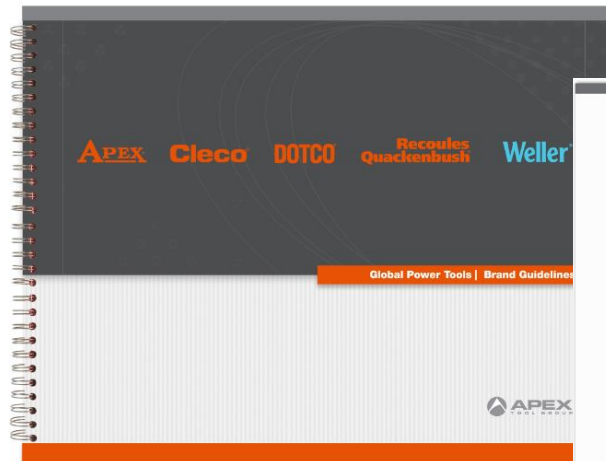 APEX Cleco DOTCO Recoules Quackenbush Weller
Global Power Tools | Brand Guidelines
APEX
TOOL GROUP